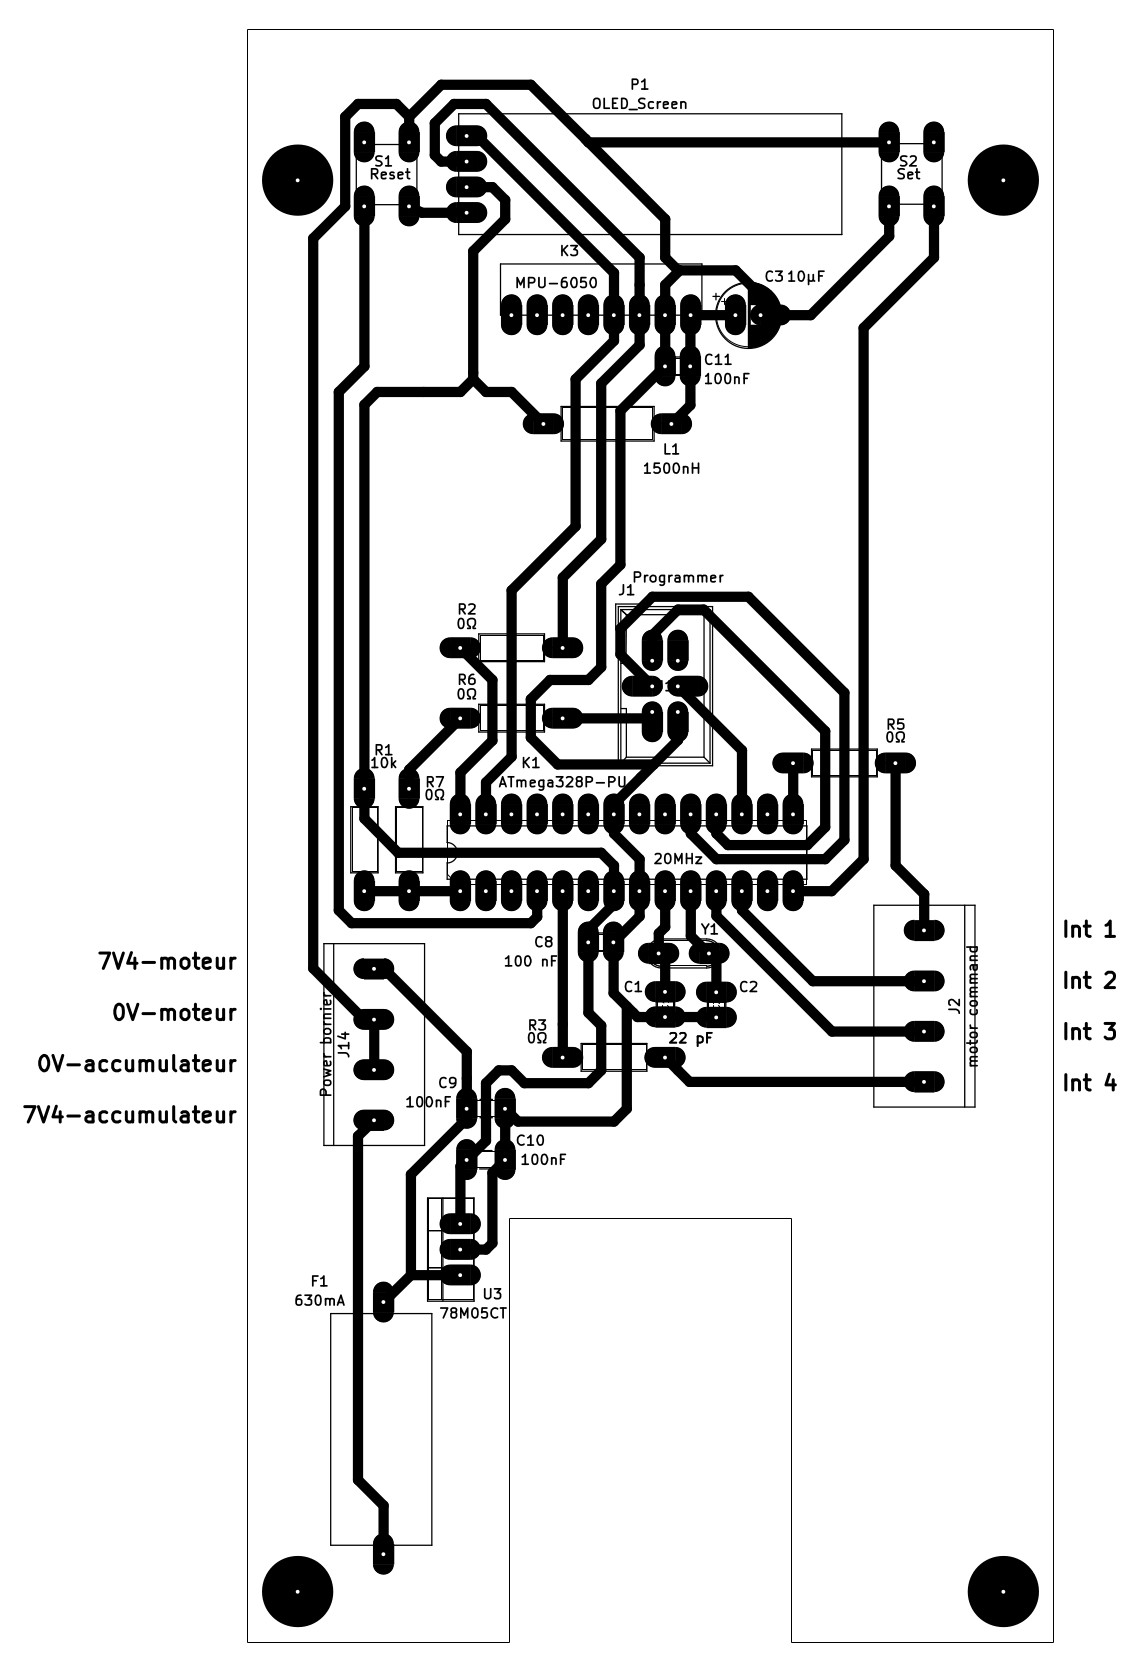 P1
OLED_Screen
S1
Reset
S2
Set
K3
MPU-6050
C3 10µF
+
+
C11
100nF
L1
1500nH
Programmer
J1
R2
0Ω
R6
0Ω
R5
0Ω
R1
10k
K1
ATmega328P-PU
R7
0Ω
20MHz
Y1
C8
100 nF
C1
C2
22 pF
R3
0Ω
7V4-moteur
0V-moteur
0V-accumulateur
7V4-accumulateur
Power bornier
J14
Int 1
Int 2
Int 3
Int 4
J2
motor command
C9
100nF
C10
100nF
F1
630mA
U3
78M05CT